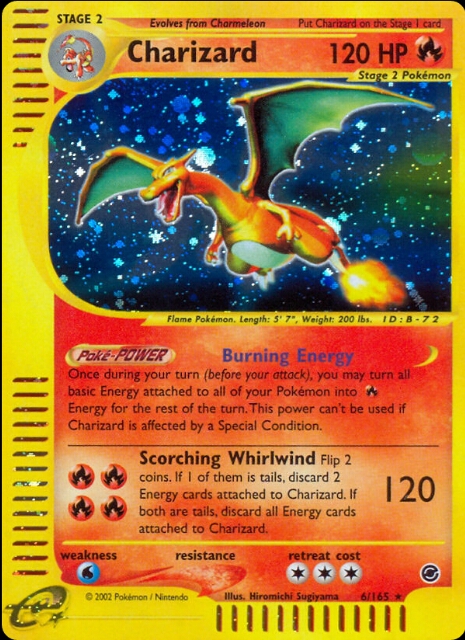 STAGE 2
Evolves from Charmeleon
Put Charizard on the Stage 1 card
Charizard
120 HP
Stage 2 Pokémon
Flame Pokémon. Length: 5' 7", Weight: 200 lbs. ID: B-72
Poké-POWER Burning Energy
Once during your turn (before your attack), you may turn all
basic Energy attached to all of your Pokémon into
Energy for the rest of the turn. This power can't be used if
Charizard is affected by a Special Condition.
Scorching Whirlwind Flip 2
coins. If 1 of them is tails, discard 2
Energy cards attached to Charizard. If
both are tails, discard all Energy cards
attached to Charizard.
120
weakness resistance retreat cost
Illus. Hiromichi Sugiyama
© 2002 Pokémon / Nintendo
6/165 ★
e